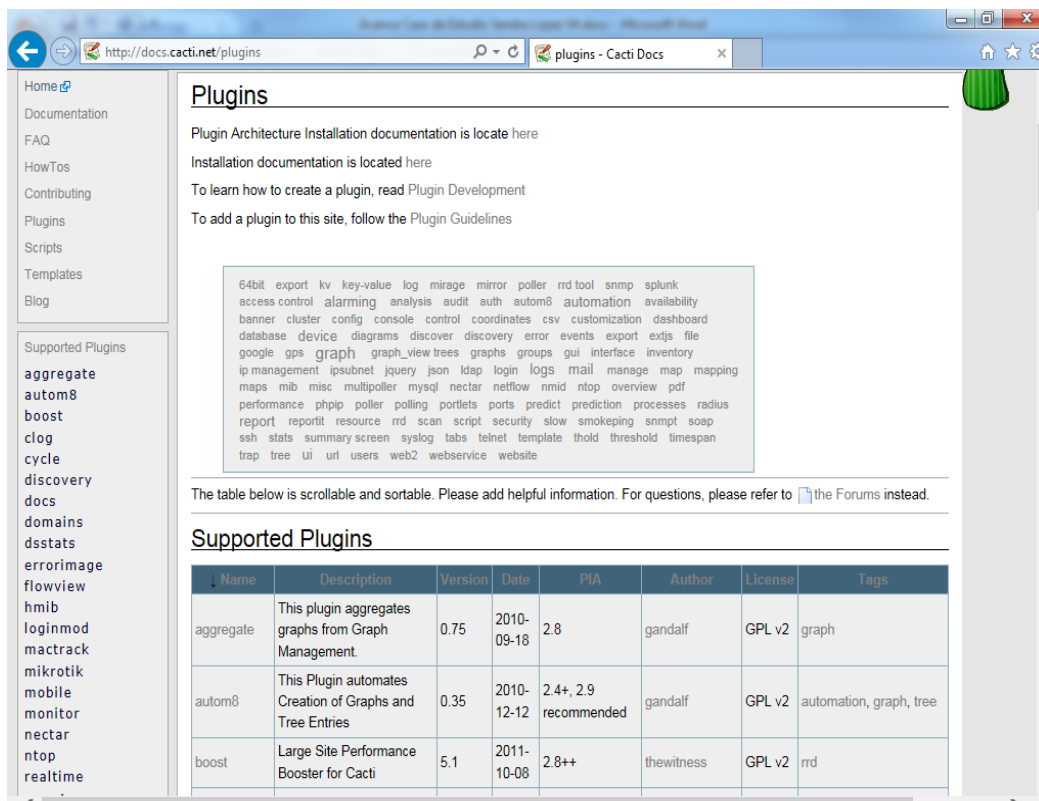 http://docs.cacti.net/plugins
plugins - Cacti Docs
Home
Documentation
FAQ
HowTos
Contributing
Plugins
Scripts
Templates
Blog
Supported Plugins
aggregate
autom8
boost
clog
cycle
discovery
docs
domains
dsstats
errorimage
flowview
hmib
loginmod
mactrack
mikrotik
mobile
monitor
nectar
ntop
realtime
Plugins
Plugin Architecture Installation documentation is locate here
Installation documentation is located here
To learn how to create a plugin, read Plugin Development
To add a plugin to this site, follow the Plugin Guidelines
64bit export kv key-value log mirage mirror poller rrd tool snmp splunk
access control alarming analysis audit auth autom8 automation availability
banner cluster config console control coordinates csv customization dashboard
database device diagrams discover discovery error events export extjs file
google gps graph graph_view trees graphs groups gui interface inventory
ip management ipsubnet jquery json ldap login logs mail manage map mapping
maps mib misc multipoller mysql nectar netflow nmid ntop overview pdf
performance phpip poller polling portlets ports predict prediction processes radius
report reportit resource rrd scan script security slow smokeping snmpt soap
ssh stats summary screen syslog tabs telnet template thold threshold timespan
trap tree ui url users web2 webservice website
The table below is scrollable and sortable. Please add helpful information. For questions, please refer to the Forums instead.
Supported Plugins
↓ Name Description Version Date PIA Author License Tags
aggregate This plugin aggregates graphs from Graph Management. 0.75 2010-09-18 2.8 gandalf GPL v2 graph
autom8 This Plugin automates Creation of Graphs and Tree Entries 0.35 2010-12-12 2.4+, 2.9 recommended gandalf GPL v2 automation, graph, tree
boost Large Site Performance Booster for Cacti 5.1 2011-10-08 2.8++ thewitness GPL v2 rrd